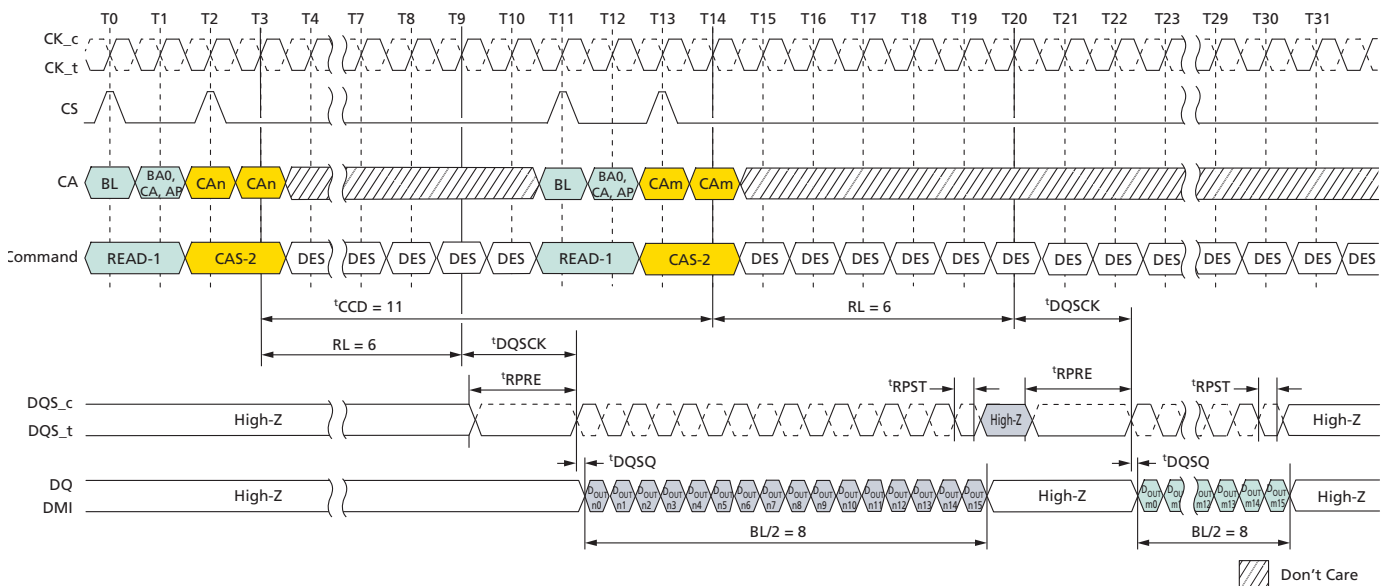 T0 T1 T2 T3 T4 T7 T8 T9 T10 T11 T12 T13 T14 T15 T16 T17 T18 T19 T20 T21 T22 T23 T29 T30 T31
CK_c
CK_t
CS
CA BL BA0, CA, AP CAn CAn BL BA0, CA, AP CAm CAm
Command READ-1 CAS-2 DES DES DES DES DES READ-1 CAS-2 DES DES DES DES DES DES DES DES DES DES DES DES DES
tCCD = 11 RL = 6 tDQSCK
RL = 6 tDQSCK
tRPRE tRPST tRPRE tRPST
DQS_c
DQS_t
High-Z High-Z High-Z
tDQSQ tDQSQ
DQ
DMI
High-Z DOUT n0 DOUT n1 DOUT n2 DOUT n3 DOUT n4 DOUT n5 DOUT n6 DOUT n7 DOUT n8 DOUT n9 DOUT n10 DOUT n11 DOUT n12 DOUT n13 DOUT n14 DOUT n15 High-Z DOUT m0 DOUT m12 DOUT m13 DOUT m14 DOUT m15 High-Z
BL/2 = 8 BL/2 = 8
Don't Care